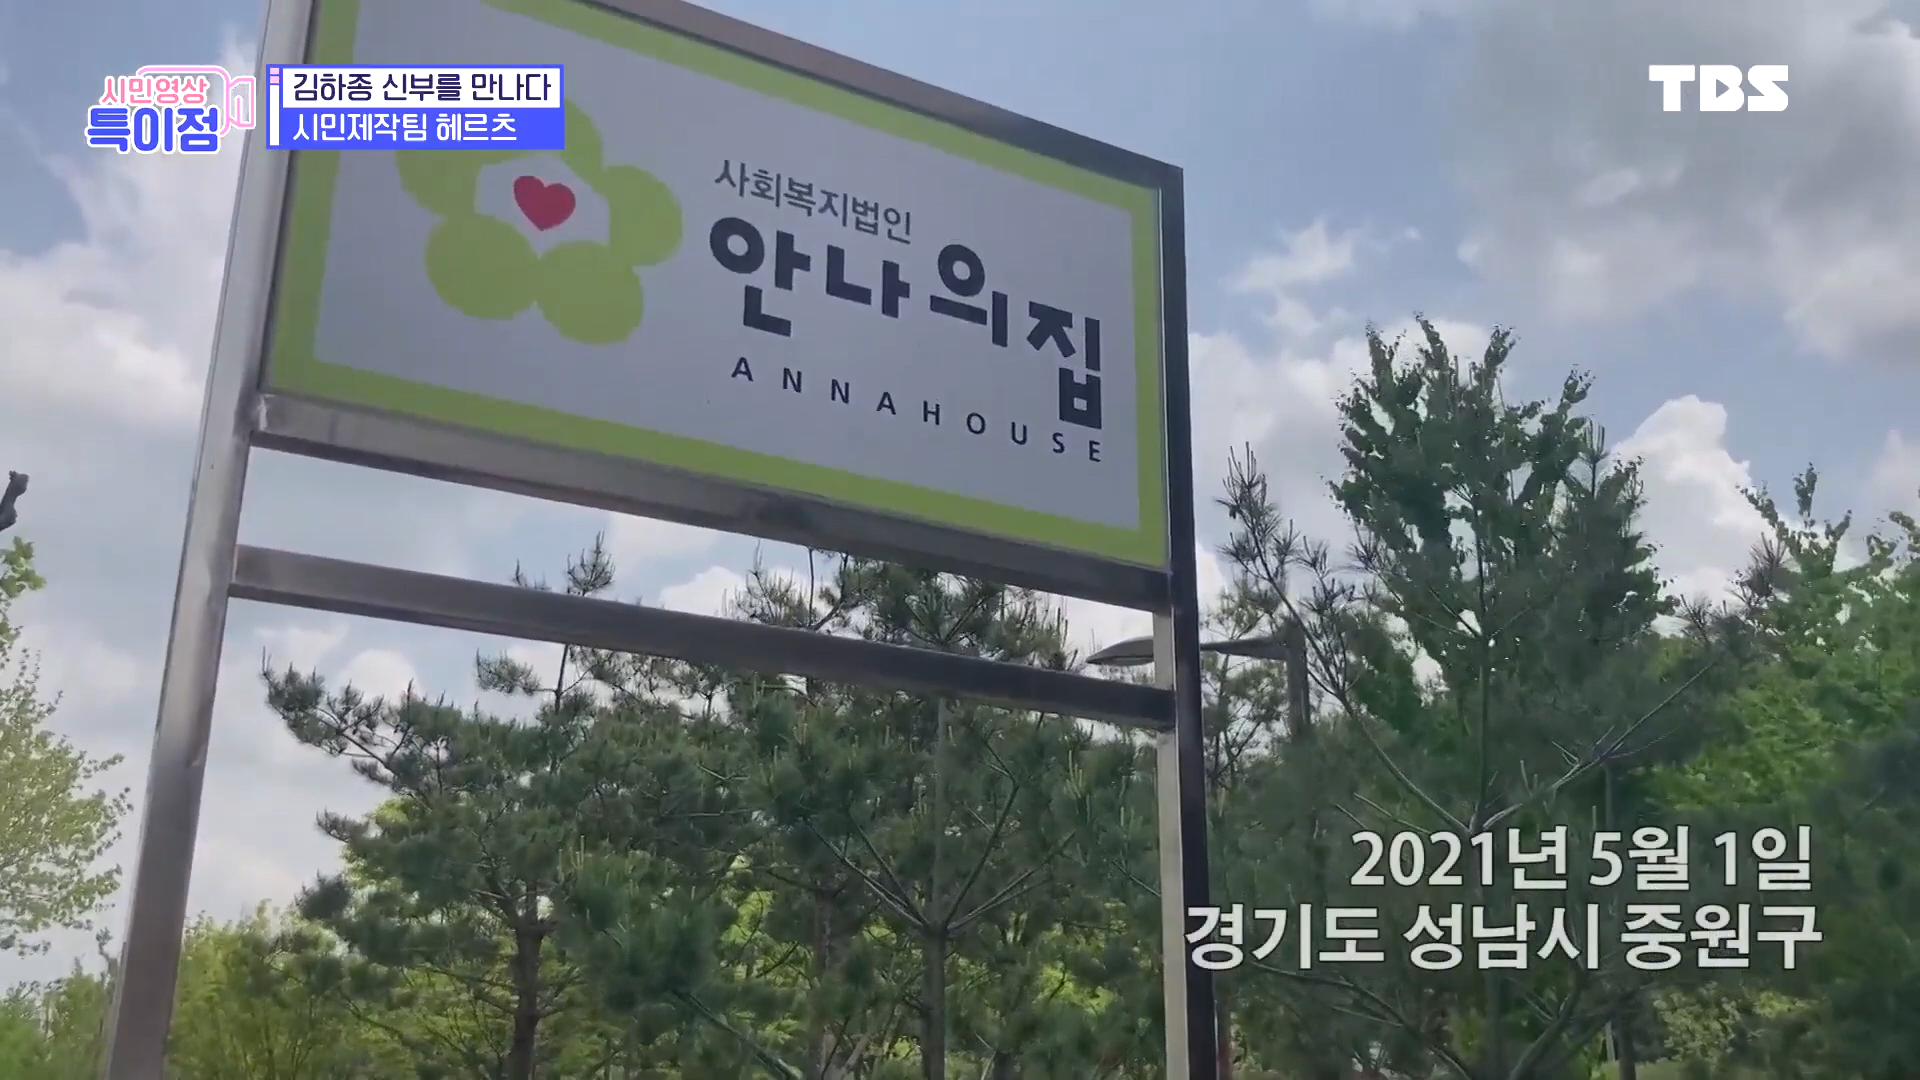 시민영상
특이점
김하종 신부를 만나다
시민제작팀 헤르츠
TBS
사회복지법인
안나의집
ANNAHOUSE
2021년 5월 1일
경기도 성남시 중원구